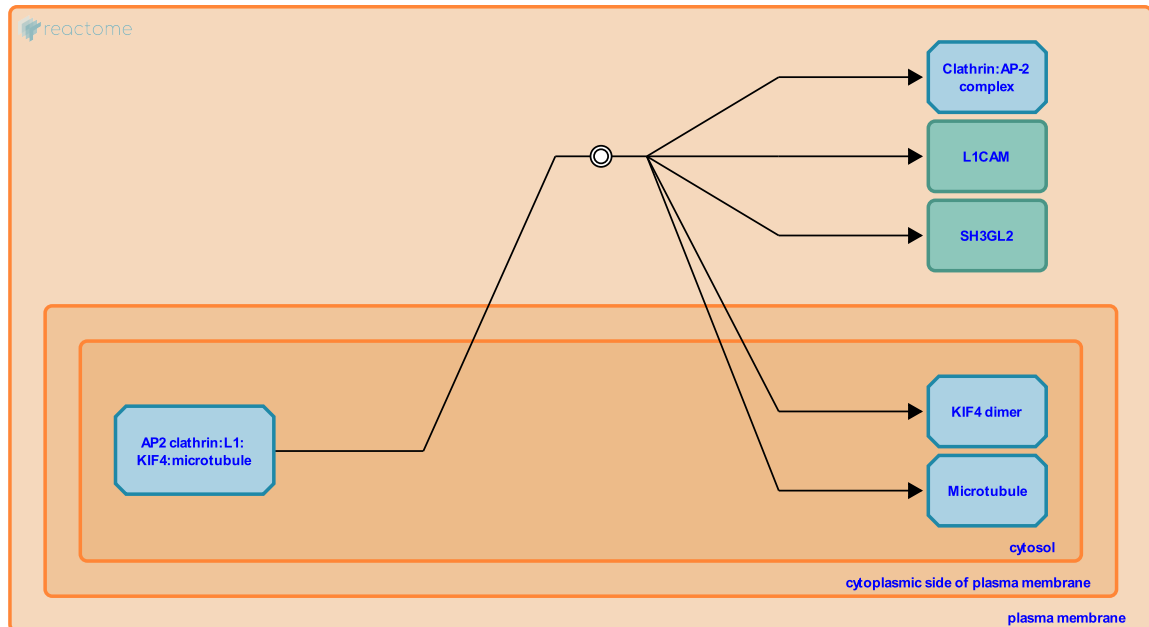 reactome
Clathrin:AP-2
complex
L1CAM
SH3GL2
AP2 clathrin:L1:
KIF4:microtubule
KIF4 dimer
Microtubule
cytosol
cytoplasmic side of plasma membrane
plasma membrane